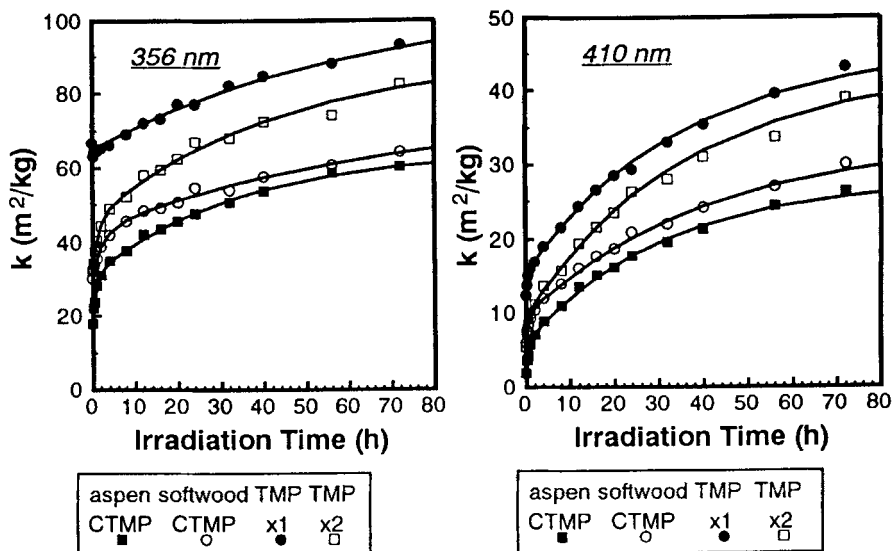 356 nm
k (m²/kg)
100
80
60
40
20
0
0 10 20 30 40 50 60 70 80
Irradiation Time (h)
aspen softwood TMP TMP
CTMP CTMP x1 x2
410 nm
k (m²/kg)
50
40
30
20
10
0
0 10 20 30 40 50 60 70 80
Irradiation Time (h)
aspen softwood TMP TMP
CTMP CTMP x1 x2